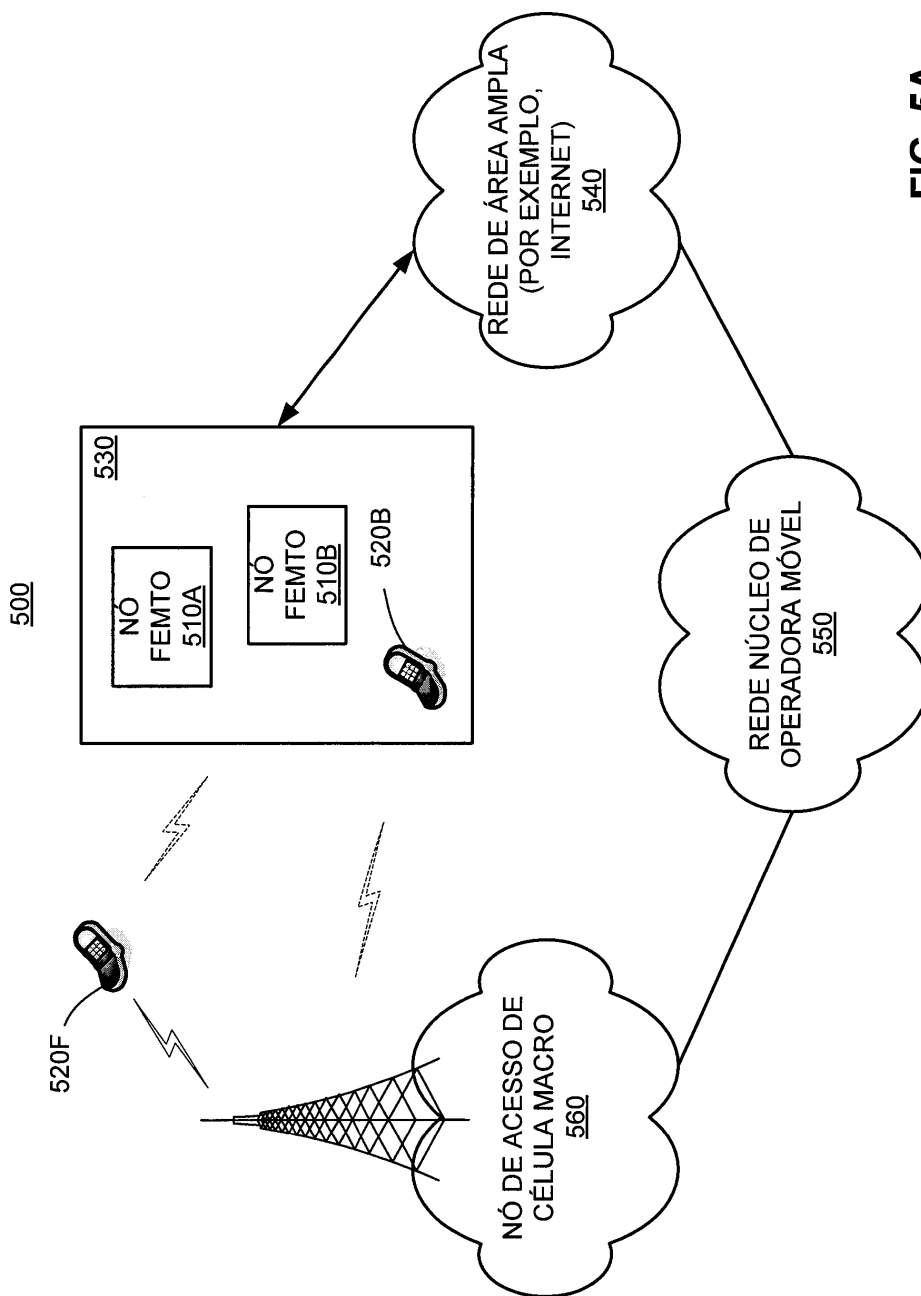 500
520F
NÓ
FEMTO
510A
530
NÓ
FEMTO
510B
520B
NÓ DE ACESSO DE
CÉLULA MACRO
560
REDE DE ÁREA AMPLA
(POR EXEMPLO,
INTERNET)
540
REDE NÚCLEO DE
OPERADORA MÓVEL
550
FIG. 5A